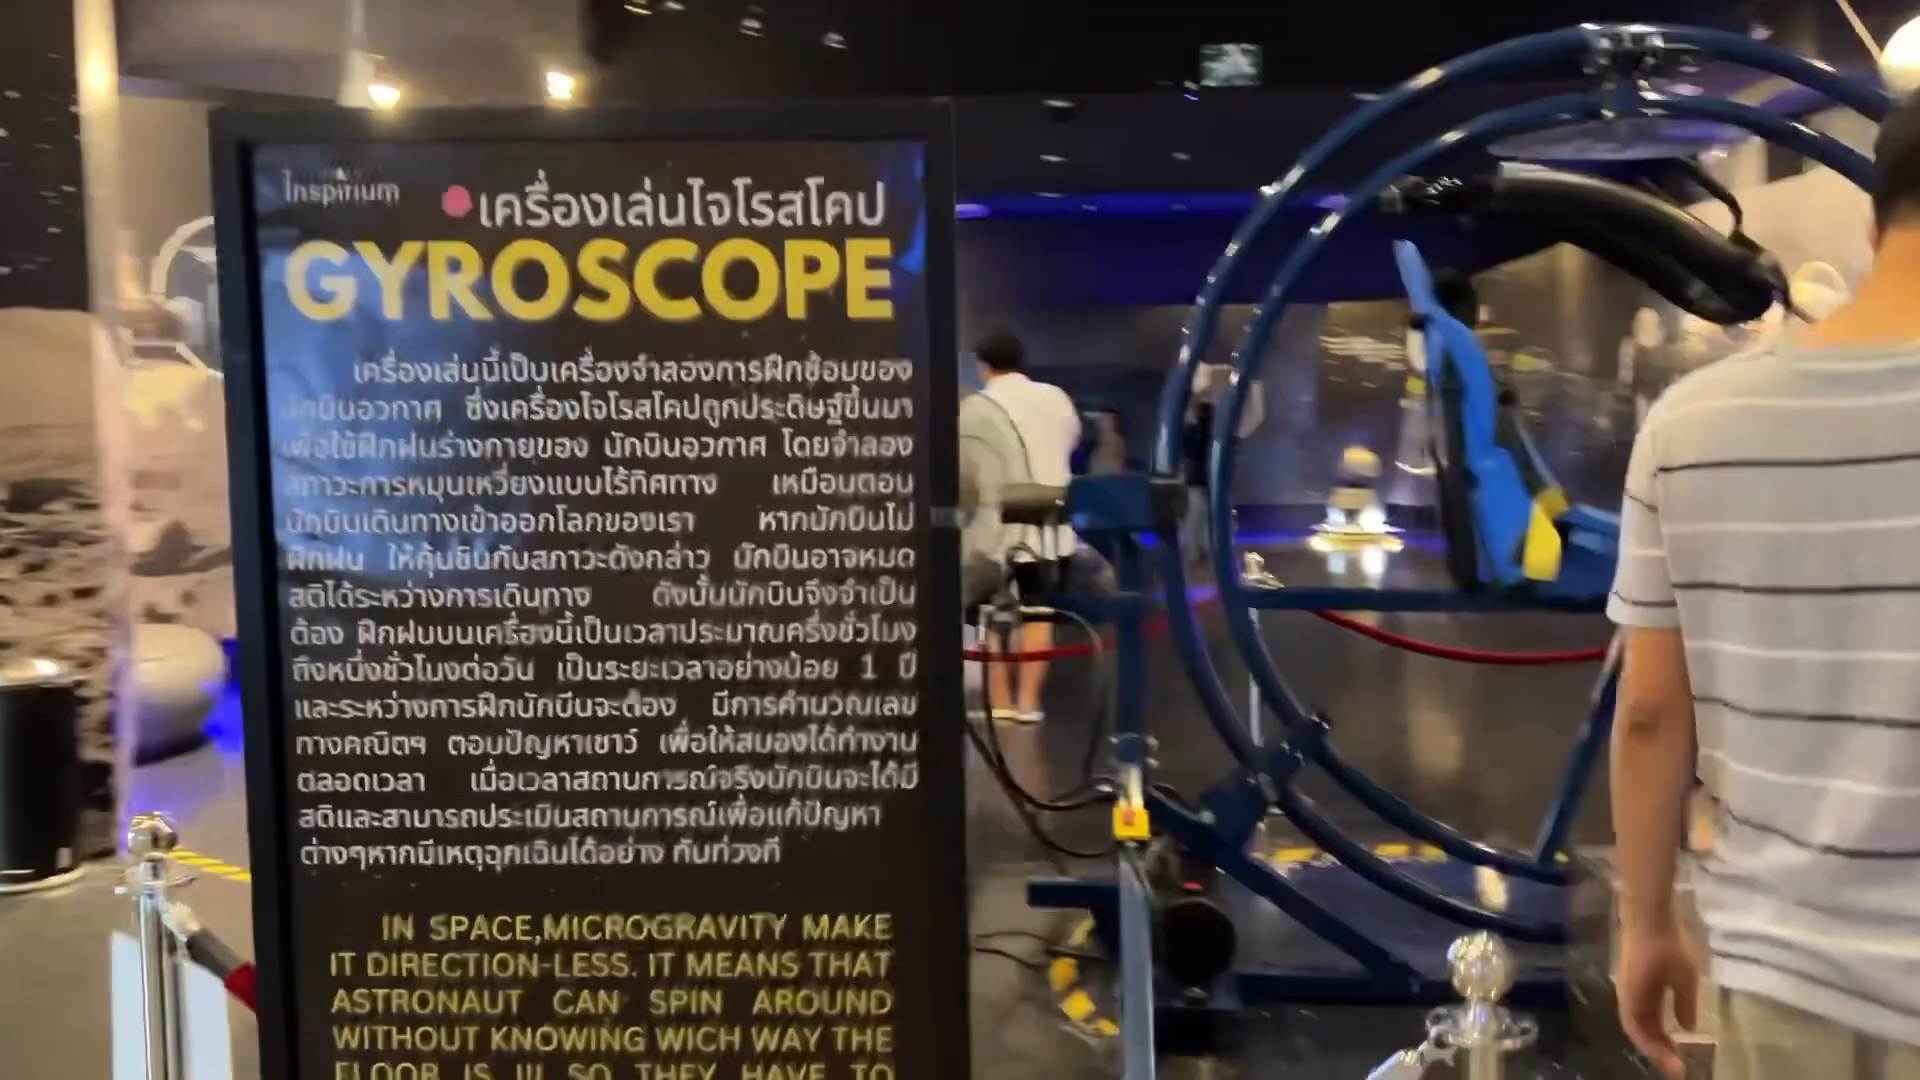 inspirium
เครื่องเล่นไจโรสโคป
GYROSCOPE
เครื่องเล่นนี้เป็นเครื่องจำลองการฝึกซ้อมของ
นักบินอวกาศ ซึ่งเครื่องไจโรสโคปถูกประดิษฐ์ขึ้นมา
เพื่อใช้ฝึกฝนร่างกายของ นักบินอวกาศ โดยจำลอง
สภาวะการหมุนเหวี่ยงแบบไร้ทิศทาง เหมือนตอน
นักบินเดินทางเข้าออกโลกของเรา หากนักบินไม่
ฝึกฝน ให้คุ้นชินกับสภาวะดังกล่าว นักบินอาจหมด
สติได้ระหว่างการเดินทาง ดังนั้นนักบินจึงจำเป็น
ต้อง ฝึกฝนบนเครื่องนี้เป็นเวลาประมาณครึ่งชั่วโมง
ถึงหนึ่งชั่วโมงต่อวัน เป็นระยะเวลาอย่างน้อย 1 ปี
และระหว่างการฝึกนักบินจะต้อง มีการคำนวณเลข
ทางคณิตฯ ตอบปัญหาเชาว์ เพื่อให้สมองได้ทำงาน
ตลอดเวลา เมื่อเวลาสถานการณ์จริงนักบินจะได้มี
สติและสามารถประเมินสถานการณ์เพื่อแก้ปัญหา
ต่างๆหากมีเหตุฉุกเฉินได้อย่าง ทันท่วงที
IN SPACE,MICROGRAVITY MAKE
IT DIRECTION-LESS. IT MEANS THAT
ASTRONAUT CAN SPIN AROUND
WITHOUT KNOWING WICH WAY THE
FLOOR IS !!! SO THEY HAVE TO